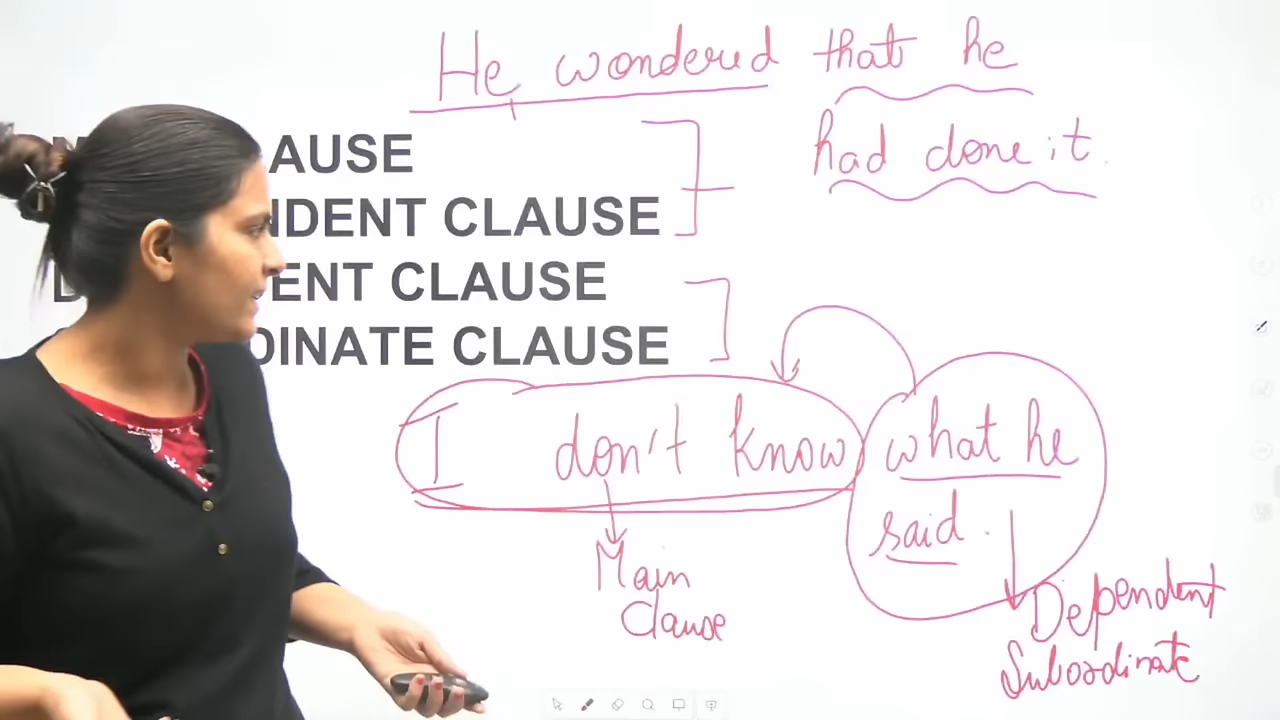 He wondered that he
had done it.
AUSE
NDENT CLAUSE
ENT CLAUSE
DINATE CLAUSE
I don't know what he
said.
Main
Clause
Dependent
Subordinate